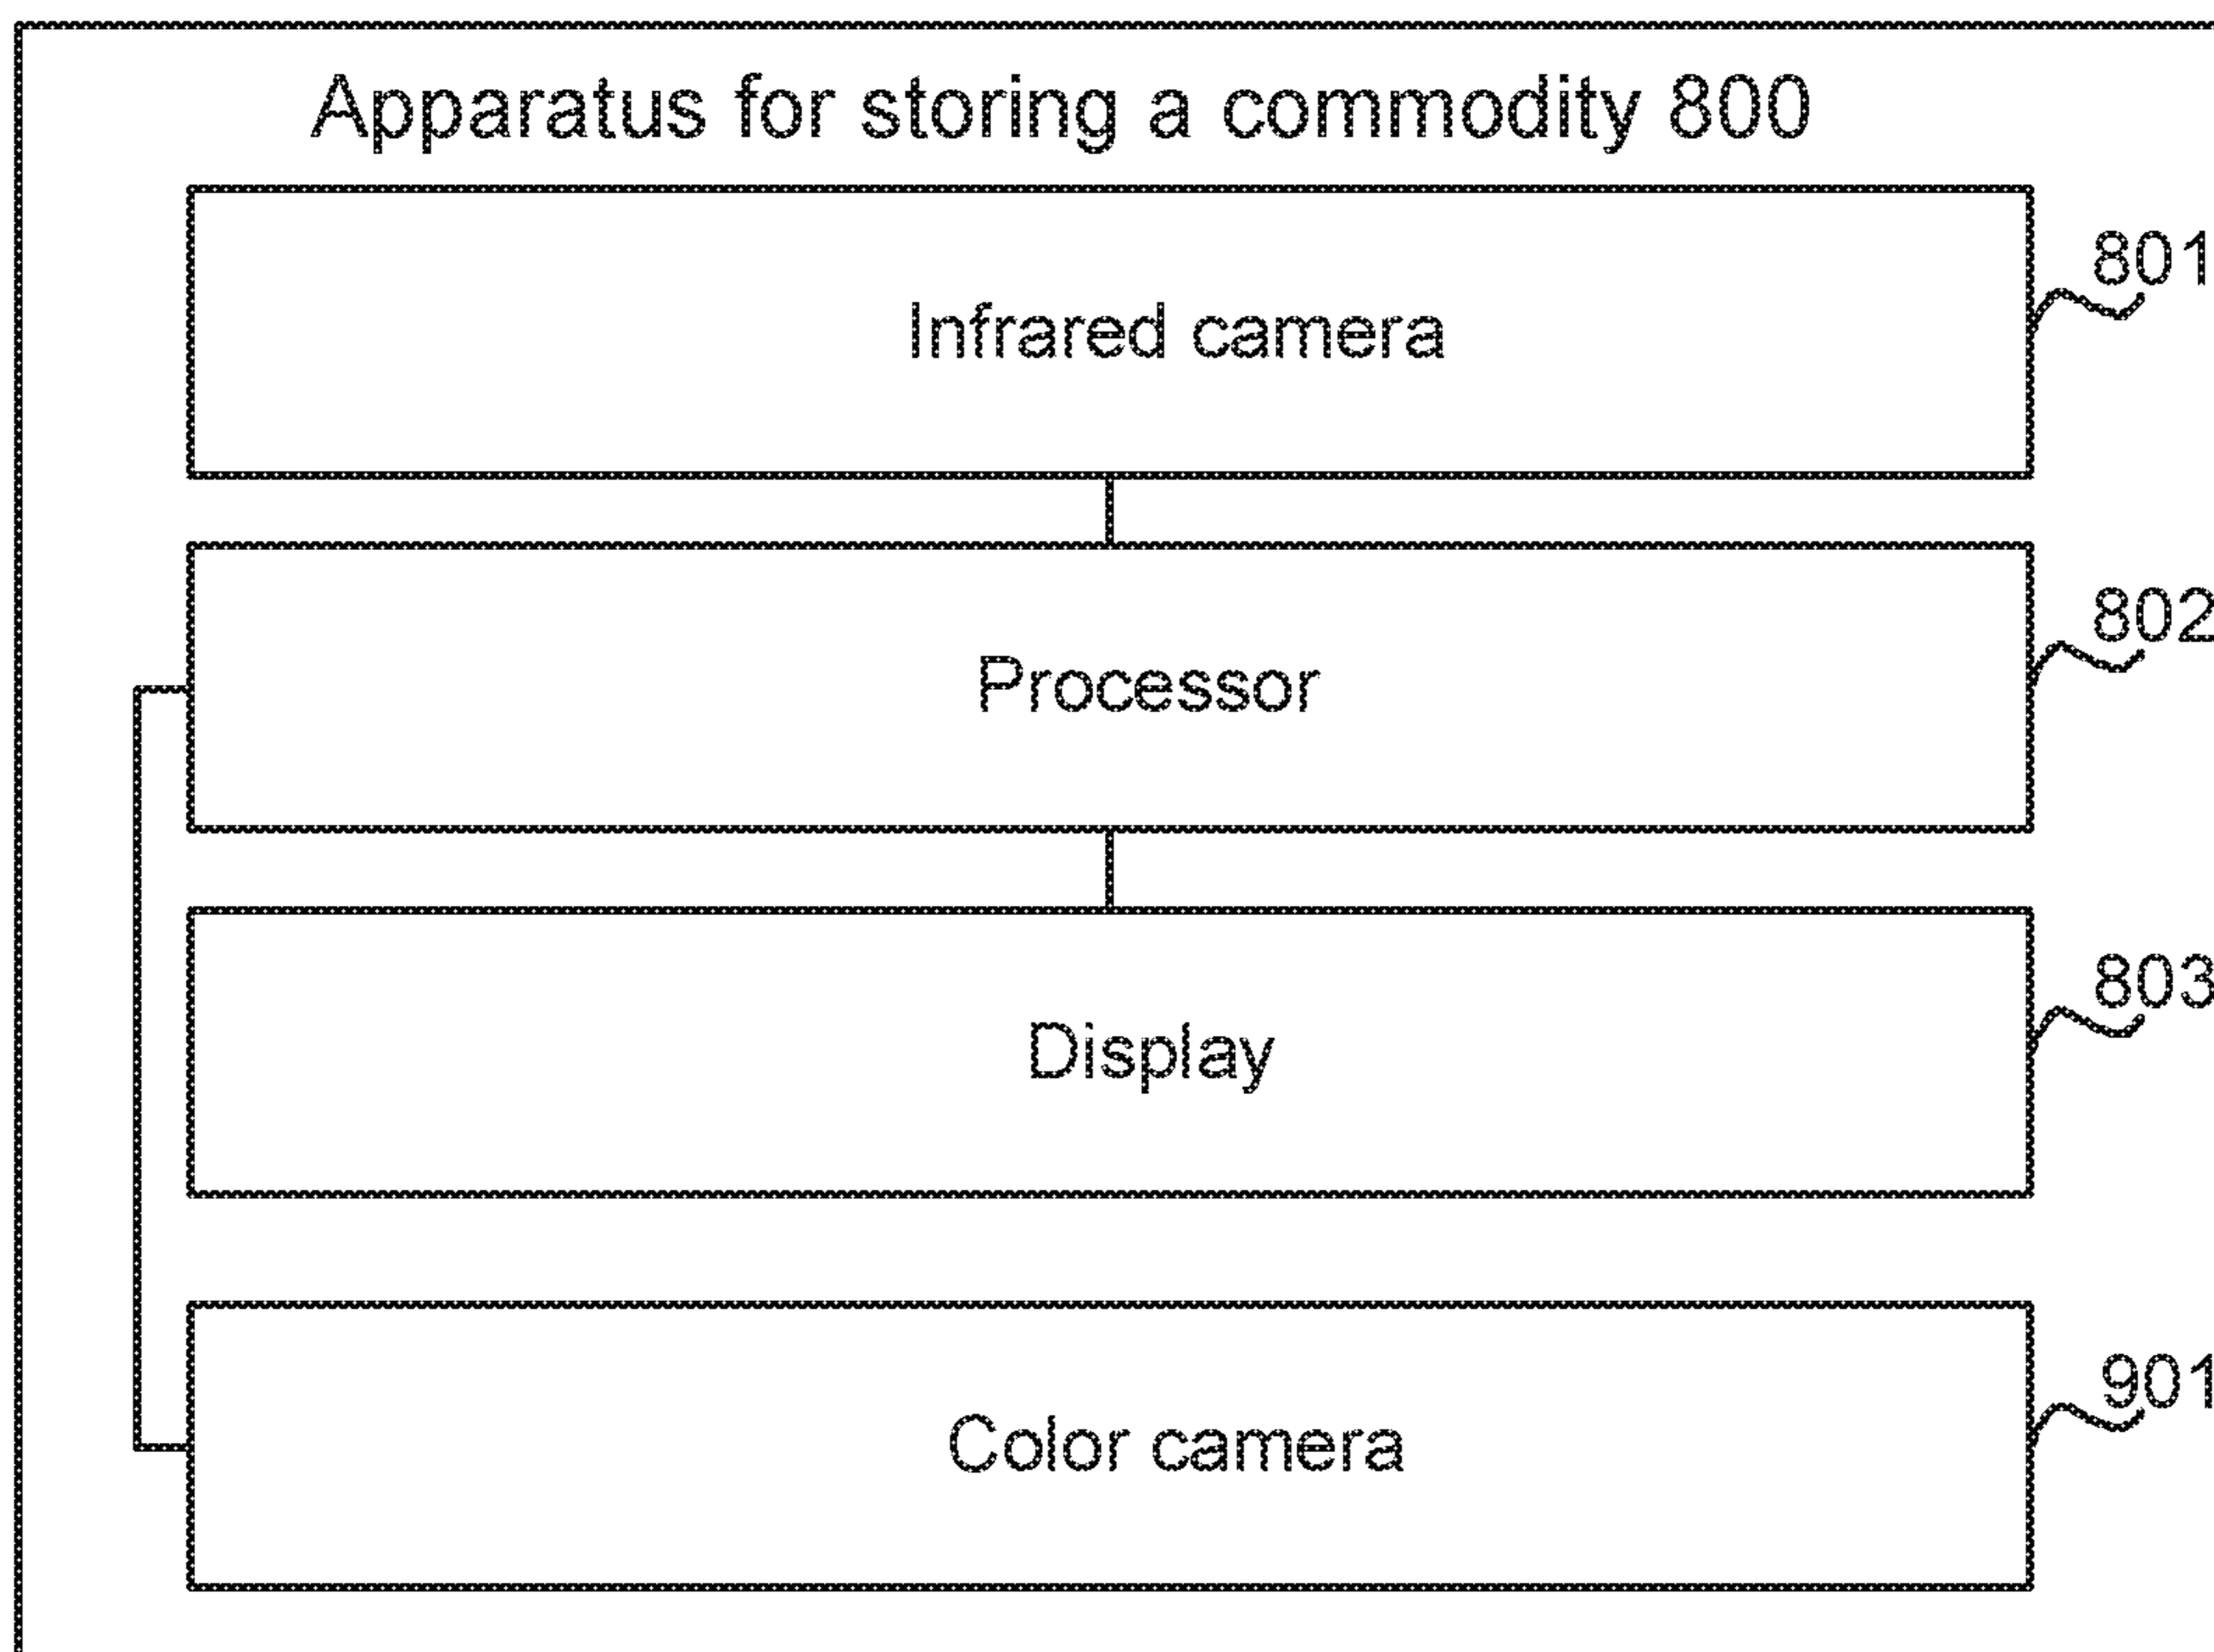 Apparatus for storing a commodity 800
801
Infrared camera
802
Processor
803
Display
901
Color camera